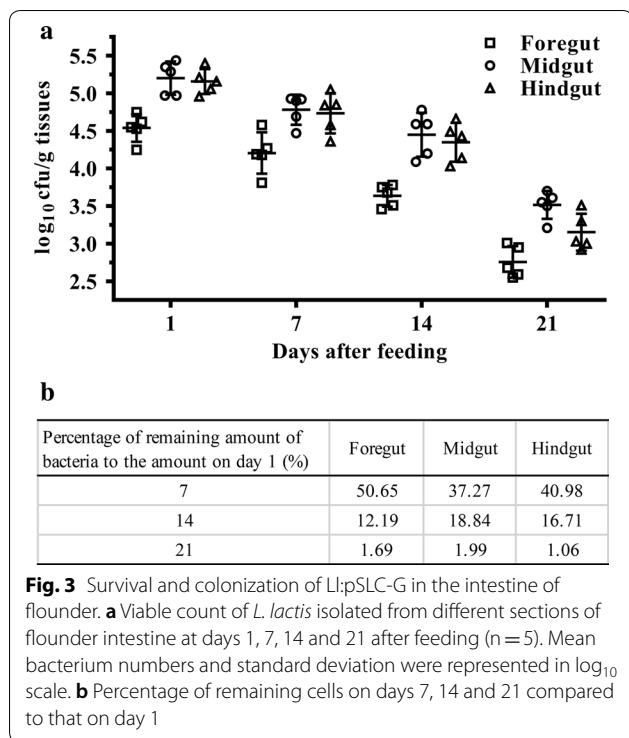 a
Foregut
Midgut
Hindgut
log₁₀ cfu/g tissues
5.5
5.0
4.5
4.0
3.5
3.0
2.5
1 7 14 21
Days after feeding
b
Percentage of remaining amount of
bacteria to the amount on day 1 (%) Foregut Midgut Hindgut
7 50.65 37.27 40.98
14 12.19 18.84 16.71
21 1.69 1.99 1.06
Fig. 3 Survival and colonization of Ll:pSLC-G in the intestine of
flounder. a Viable count of L. lactis isolated from different sections of
flounder intestine at days 1, 7, 14 and 21 after feeding (n = 5). Mean
bacterium numbers and standard deviation were represented in log₁₀
scale. b Percentage of remaining cells on days 7, 14 and 21 compared
to that on day 1